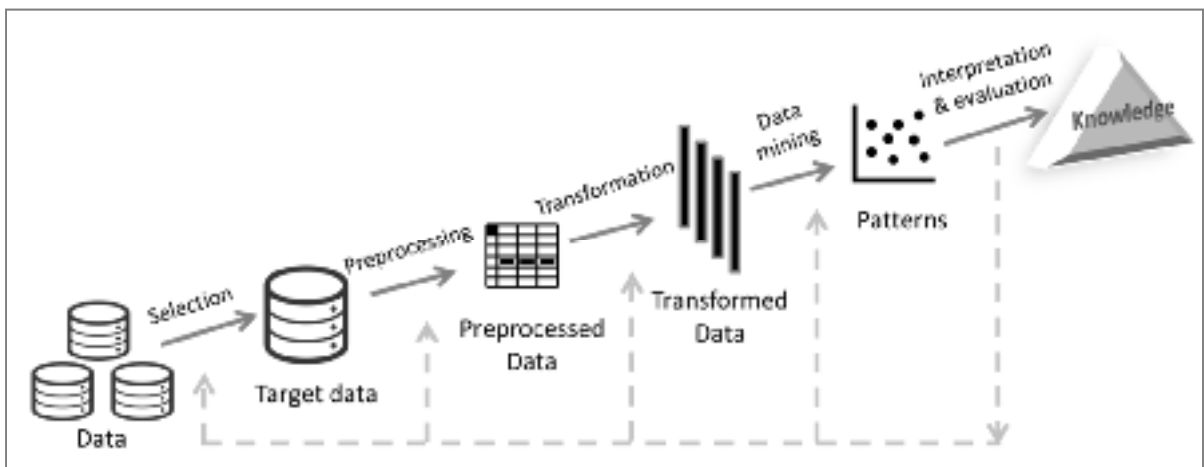 Interpretation
& evaluation
Knowledge
Data
mining
Patterns
Transformation
Transformed
Data
Preprocessing
Preprocessed
Data
Selection
Target data
Data